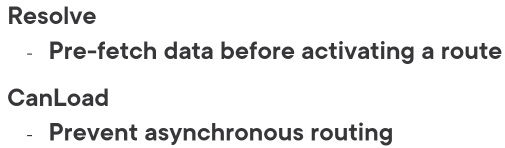 Resolve
- Pre-fetch data before activating a route
CanLoad
- Prevent asynchronous routing